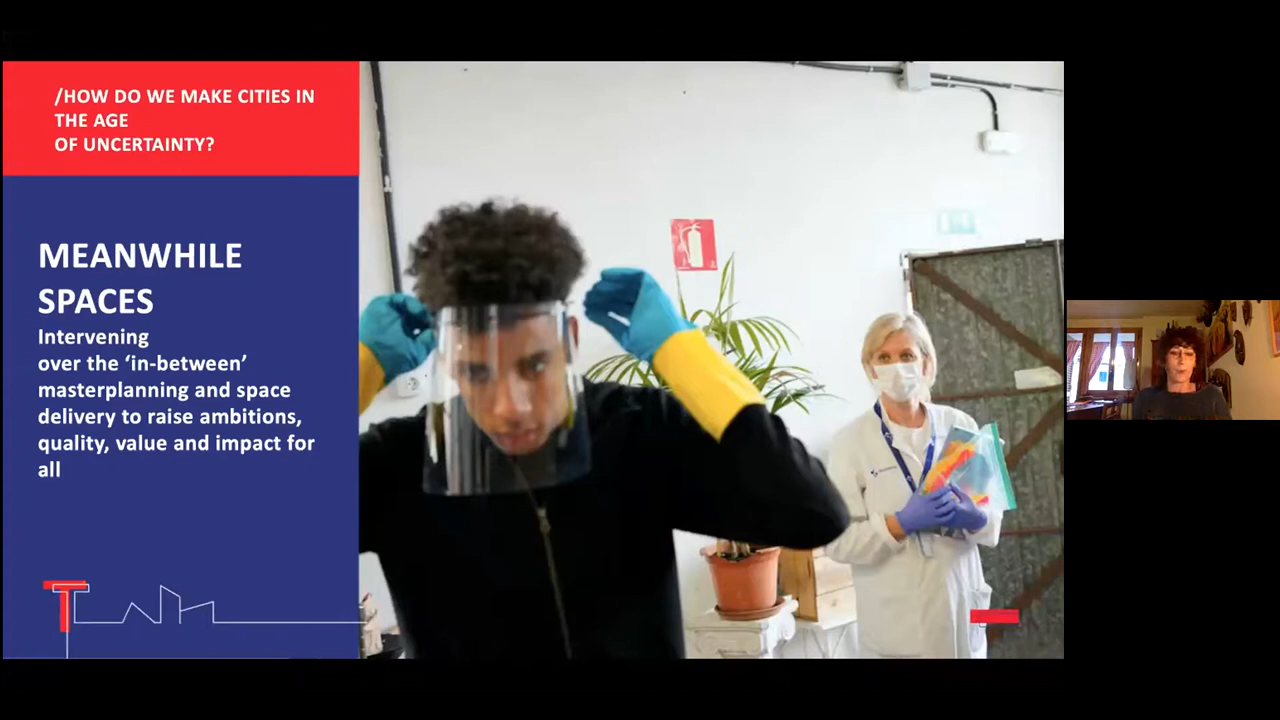 /HOW DO WE MAKE CITIES IN
THE AGE
OF UNCERTAINTY?
MEANWHILE
SPACES
Intervening
over the ‘in-between’
masterplanning and space
delivery to raise ambitions,
quality, value and impact for
all